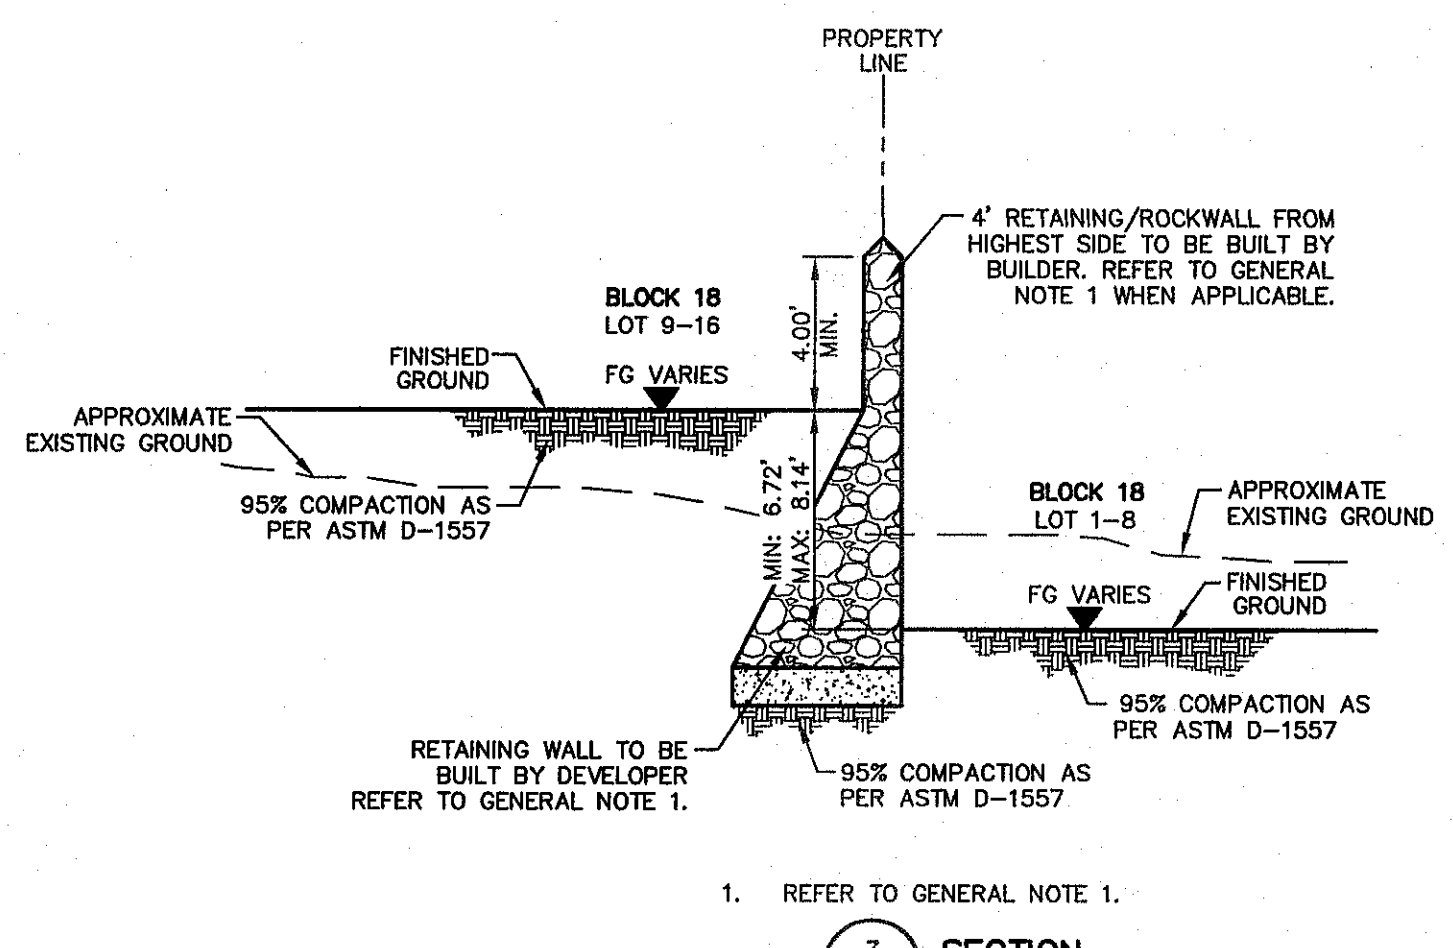 PROPERTY
LINE
4' RETAINING/ROCKWALL FROM
HIGHEST SIDE TO BE BUILT BY
BUILDER. REFER TO GENERAL
NOTE 1 WHEN APPLICABLE.
BLOCK 18
LOT 9-16
4.00'
MIN.
FINISHED
GROUND
FG VARIES
APPROXIMATE
EXISTING GROUND
95% COMPACTION AS
PER ASTM D-1557
MIN: 6.72'
MAX: 8.14'
BLOCK 18
LOT 1-8
APPROXIMATE
EXISTING GROUND
FG VARIES
FINISHED
GROUND
95% COMPACTION AS
PER ASTM D-1557
RETAINING WALL TO BE
BUILT BY DEVELOPER
REFER TO GENERAL NOTE 1.
95% COMPACTION AS
PER ASTM D-1557
1. REFER TO GENERAL NOTE 1.
SECTION